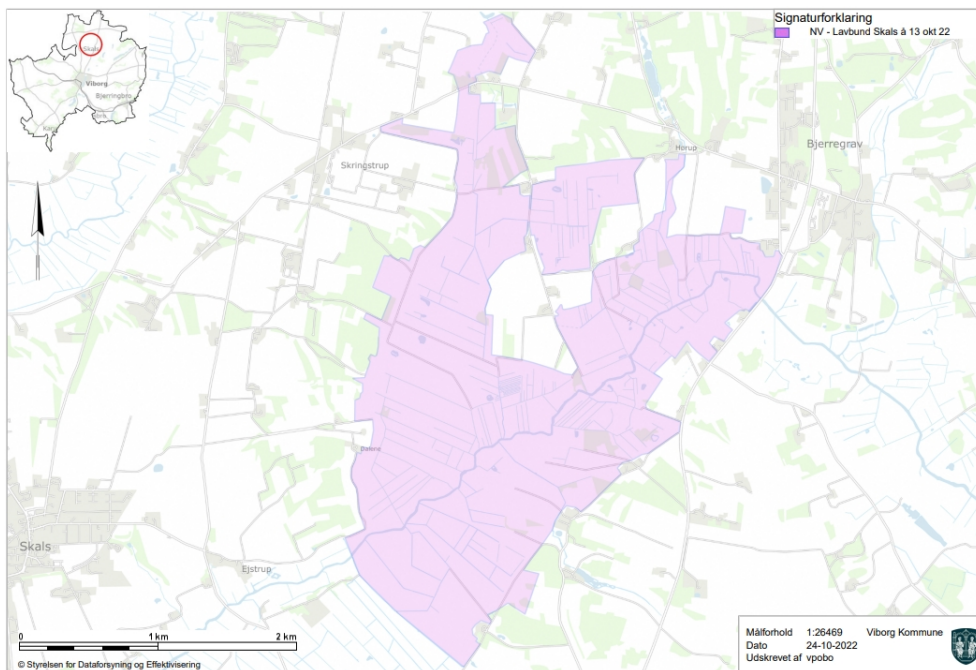 Signaturforklaring
NV - Lavbund Skals å 13 okt 22
Skals
Viborg
Bjerringbro
Skringstrup
Horup
Bjerregrav
Skals
Ejstrup
0 1 km 2 km
© Styrelsen for Dataforsyning og Effektivisering
Målforhold 1:26469 Viborg Kommune
Dato 24-10-2022
Udskrevet af vpobo